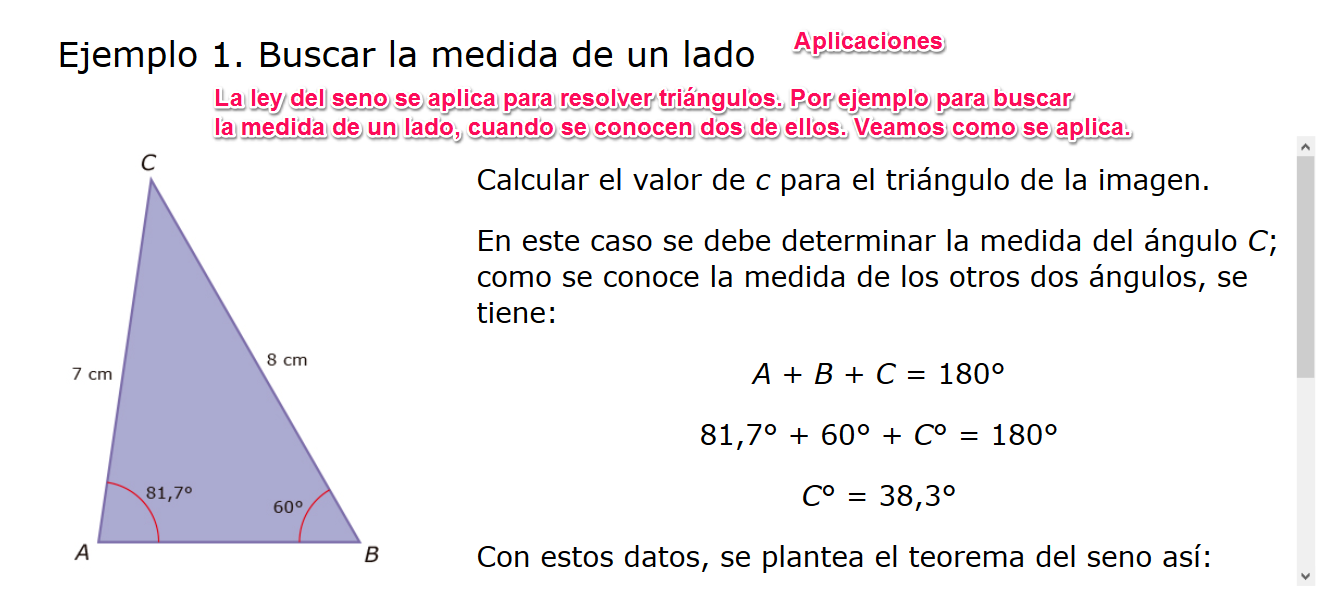 Ejemplo 1. Buscar la medida de un lado
Aplicaciones
La ley del seno se aplica para resolver triángulos. Por ejemplo para buscar
la medida de un lado, cuando se conocen dos de ellos. Veamos como se aplica.
C
7 cm
8 cm
81,7°
60°
A
B
Calcular el valor de c para el triángulo de la imagen.
En este caso se debe determinar la medida del ángulo C;
como se conoce la medida de los otros dos ángulos, se
tiene:
A + B + C = 180°
81,7° + 60° + C° = 180°
C° = 38,3°
Con estos datos, se plantea el teorema del seno así: